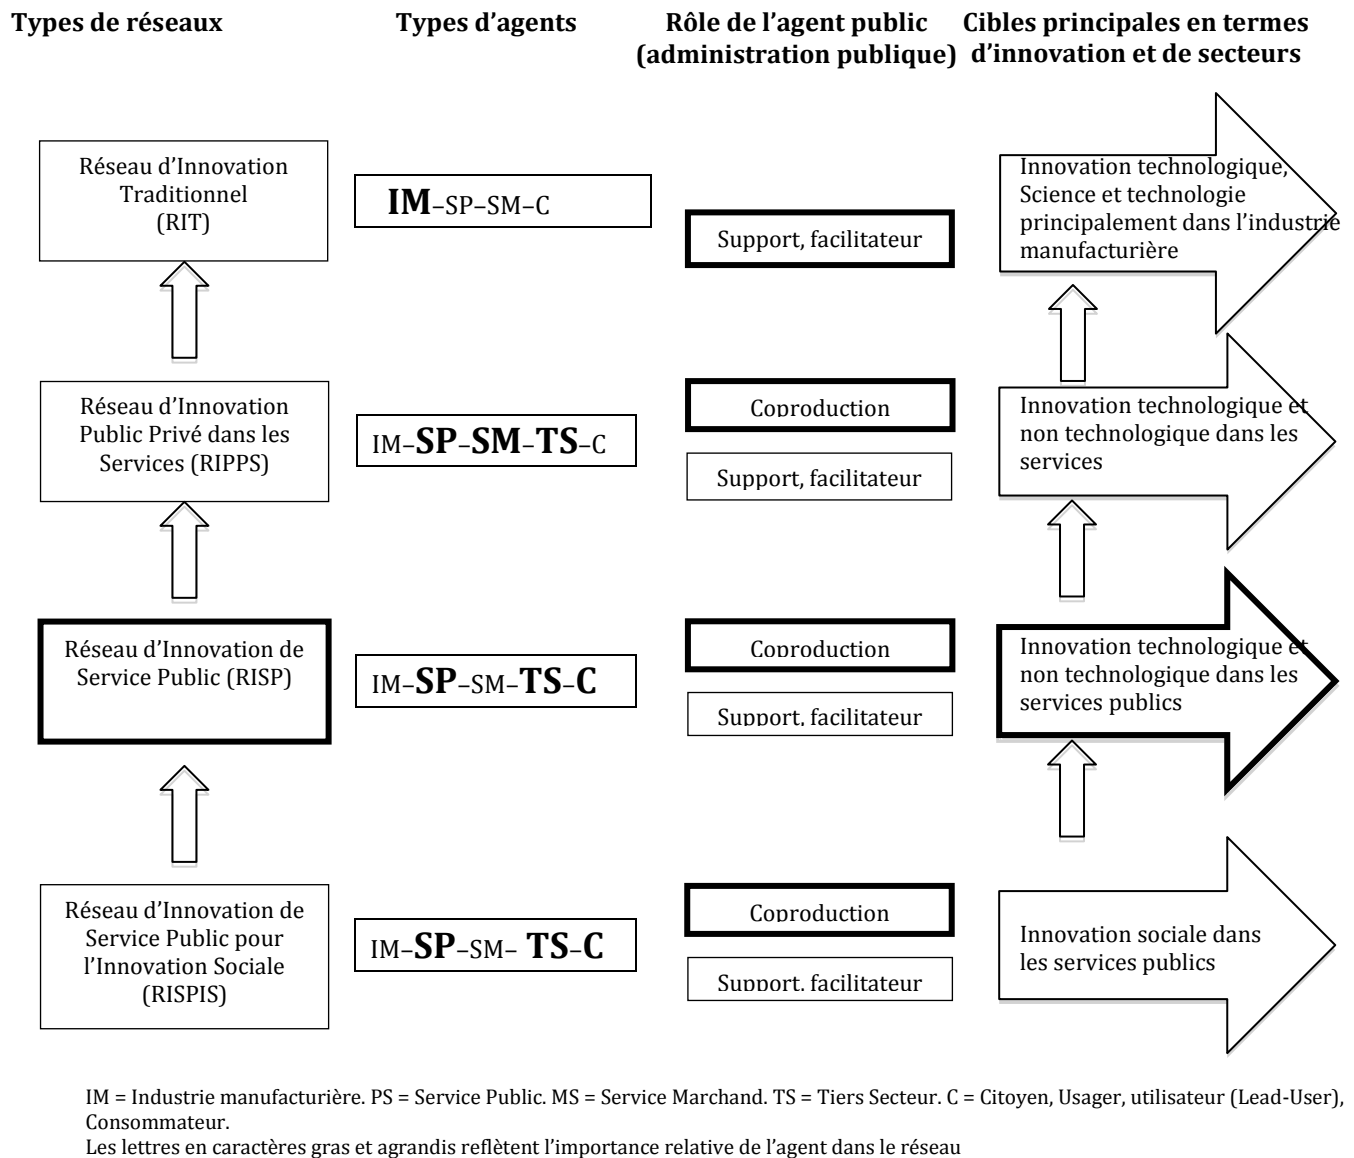 Types de réseaux
Types d'agents
Rôle de l'agent public
(administration publique)
Cibles principales en termes
d'innovation et de secteurs
Réseau d'Innovation
Traditionnel
(RIT)
IM–SP–SM–C
Support, facilitateur
Innovation technologique,
Science et technologie
principalement dans l'industrie
manufacturière
Réseau d'Innovation
Public Privé dans les
Services (RIPPS)
IM–SP–SM–TS–C
Coproduction
Support, facilitateur
Innovation technologique et
non technologique dans les
services
Réseau d'Innovation de
Service Public (RISP)
IM–SP–SM–TS–C
Coproduction
Support, facilitateur
Innovation technologique et
non technologique dans les
services publics
Réseau d'Innovation de
Service Public pour
l'Innovation Sociale
(RISPIS)
IM–SP–SM– TS–C
Coproduction
Support, facilitateur
Innovation sociale dans
les services publics
IM = Industrie manufacturière. PS = Service Public. MS = Service Marchand. TS = Tiers Secteur. C = Citoyen, Usager, utilisateur (Lead-User),
Consommateur.
Les lettres en caractères gras et agrandis reflètent l'importance relative de l'agent dans le réseau